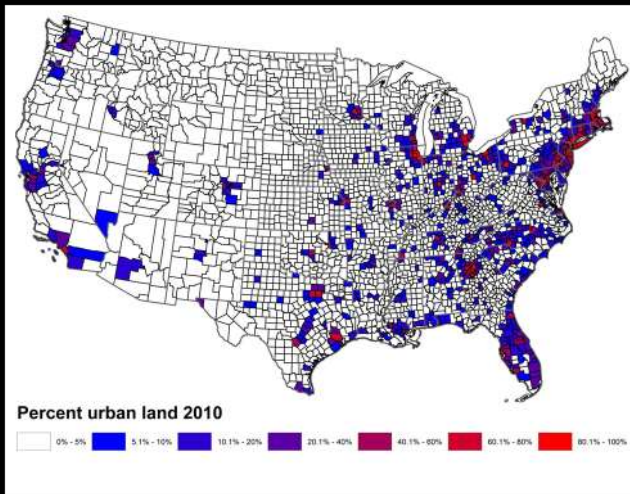 Percent urban land 2010
0% - 5% 5.1% - 10% 10.1% - 20% 20.1% - 40% 40.1% - 60% 60.1% - 80% 80.1% - 100%